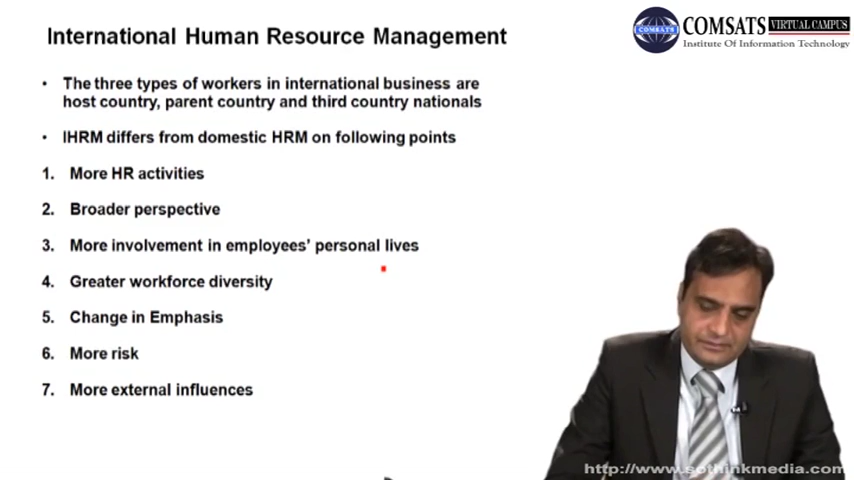 International Human Resource Management
COMSATS VIRTUAL CAMPUS
Institute Of Information Technology
COMSATS
• The three types of workers in international business are
host country, parent country and third country nationals
• IHRM differs from domestic HRM on following points
1. More HR activities
2. Broader perspective
3. More involvement in employees' personal lives
4. Greater workforce diversity
5. Change in Emphasis
6. More risk
7. More external influences
http://www.sothinkmedia.com/